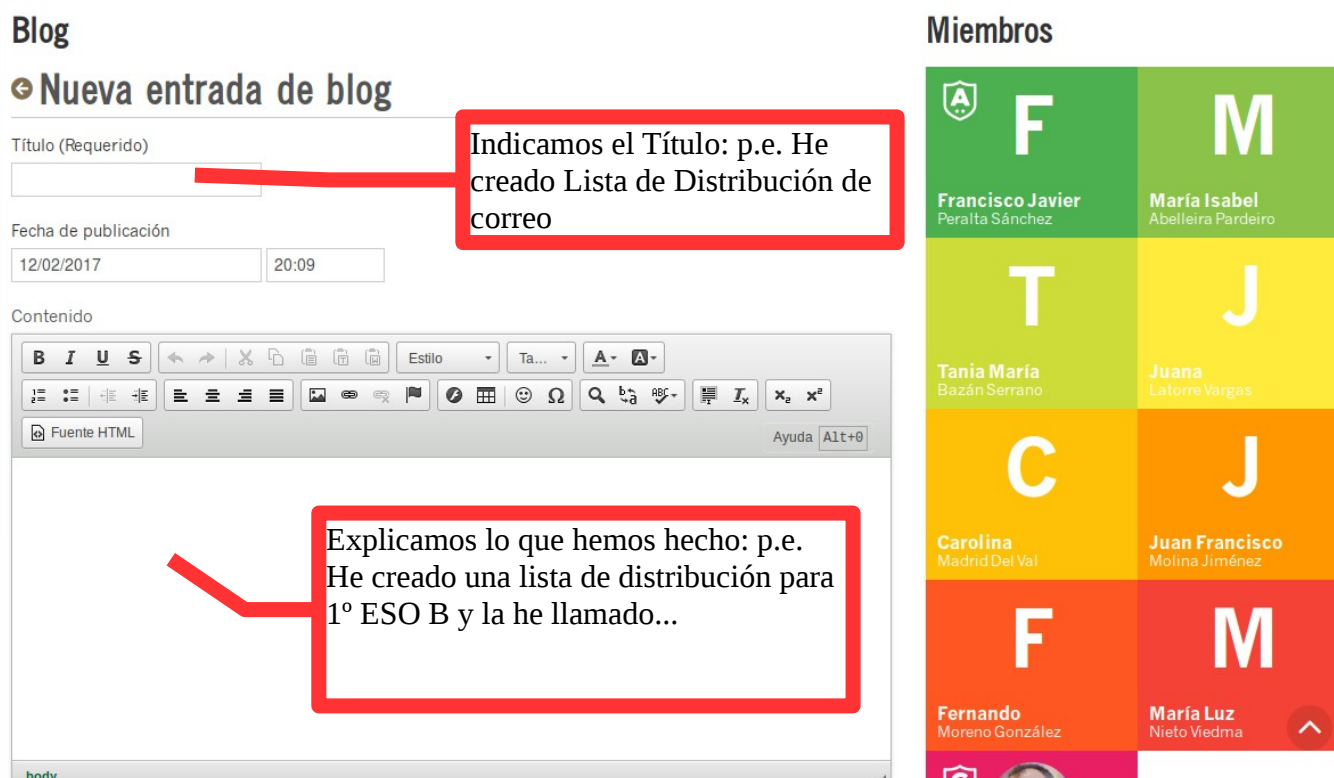 Blog
Nueva entrada de blog
Título (Requerido)
Indicamos el Título: p.e. He
creado Lista de Distribución de
correo
Fecha de publicación
12/02/2017 20:09
Contenido
B I U S Estilo Ta... A A
ABC Ix x₂ x²
Fuente HTML
Ayuda Alt+0
Explicamos lo que hemos hecho: p.e.
He creado una lista de distribución para
1º ESO B y la he llamado...
body
Miembros
A
F
Francisco Javier
Peralta Sánchez
M
María Isabel
Abelleira Pardeiro
T
Tania María
Bazán Serrano
J
Juana
Latorre Vargas
C
Carolina
Madrid Del Val
J
Juan Francisco
Molina Jiménez
F
Fernando
Moreno González
M
María Luz
Nieto Viedma